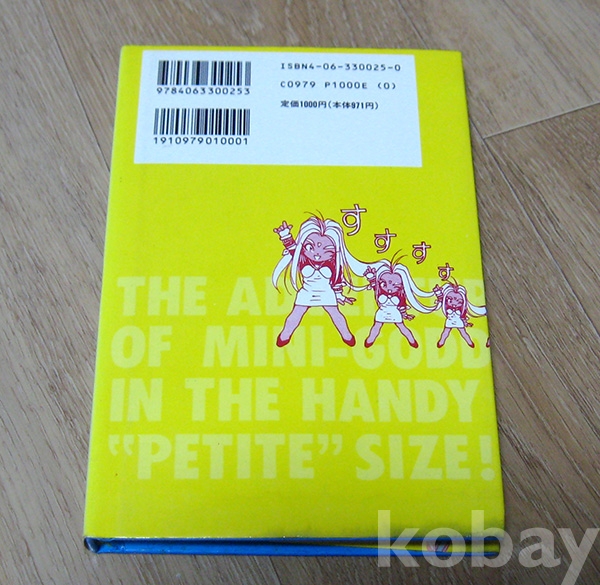 ISBN4-06-330025-0
C0979 P1000E (0)
定価1000円(本体971円)
9784063300253
1910979010001
すすすす
THE
OF MINI-GODD
IN THE HANDY
"PETITE" SIZE!
kobay